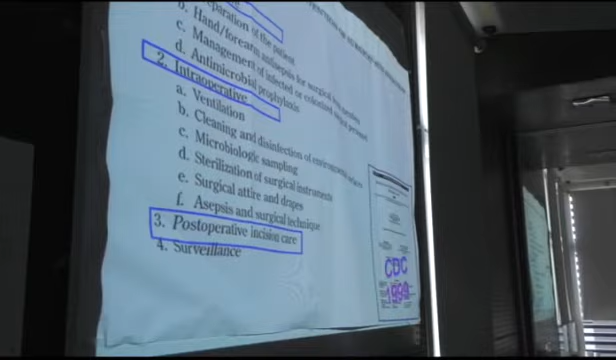 b. Hand/forearm antisepsis for surgical team members
c. Management of infected or colonized surgical personnel
d. Antimicrobial prophylaxis
2. Intraoperative
a. Ventilation
b. Cleaning and disinfection of environmental surfaces
c. Microbiologic sampling
d. Sterilization of surgical instruments
e. Surgical attire and drapes
f. Asepsis and surgical technique
3. Postoperative incision care
4. Surveillance
CDC
1999